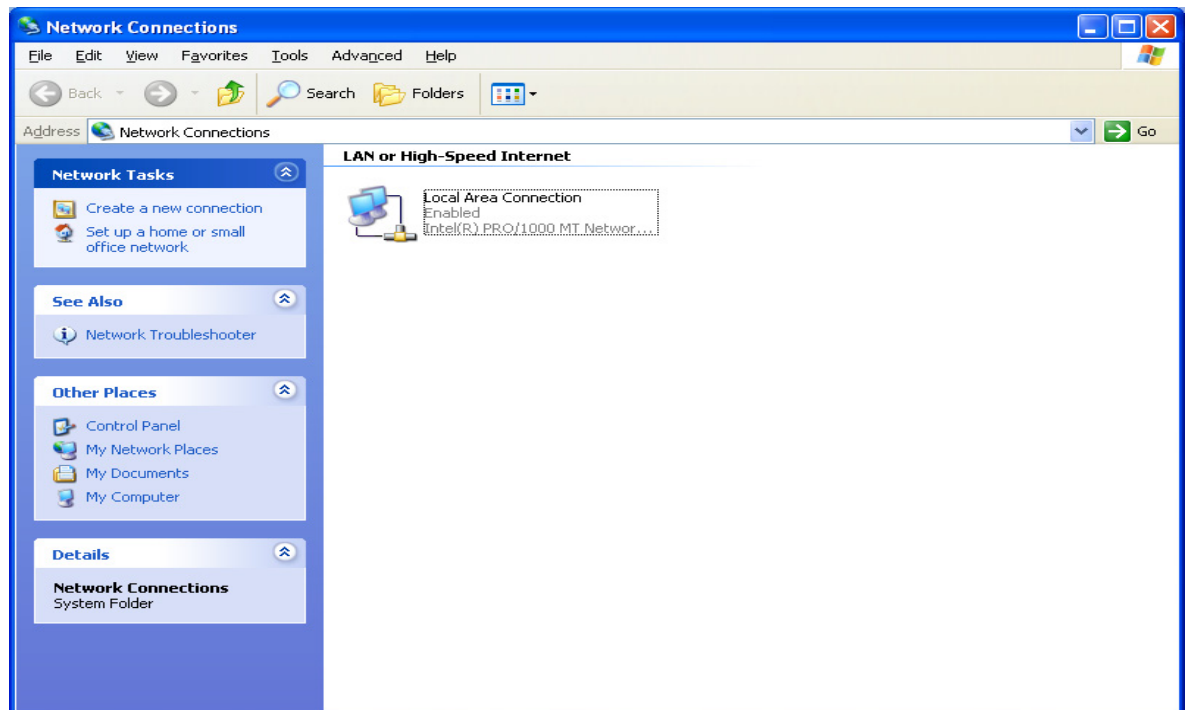 Network Connections
File Edit View Favorites Tools Advanced Help
Back Search Folders
Address Network Connections Go
Network Tasks
Create a new connection
Set up a home or small
office network
See Also
Network Troubleshooter
Other Places
Control Panel
My Network Places
My Documents
My Computer
Details
Network Connections
System Folder
LAN or High-Speed Internet
Local Area Connection
Enabled
Intel(R) PRO/1000 MT Networ...